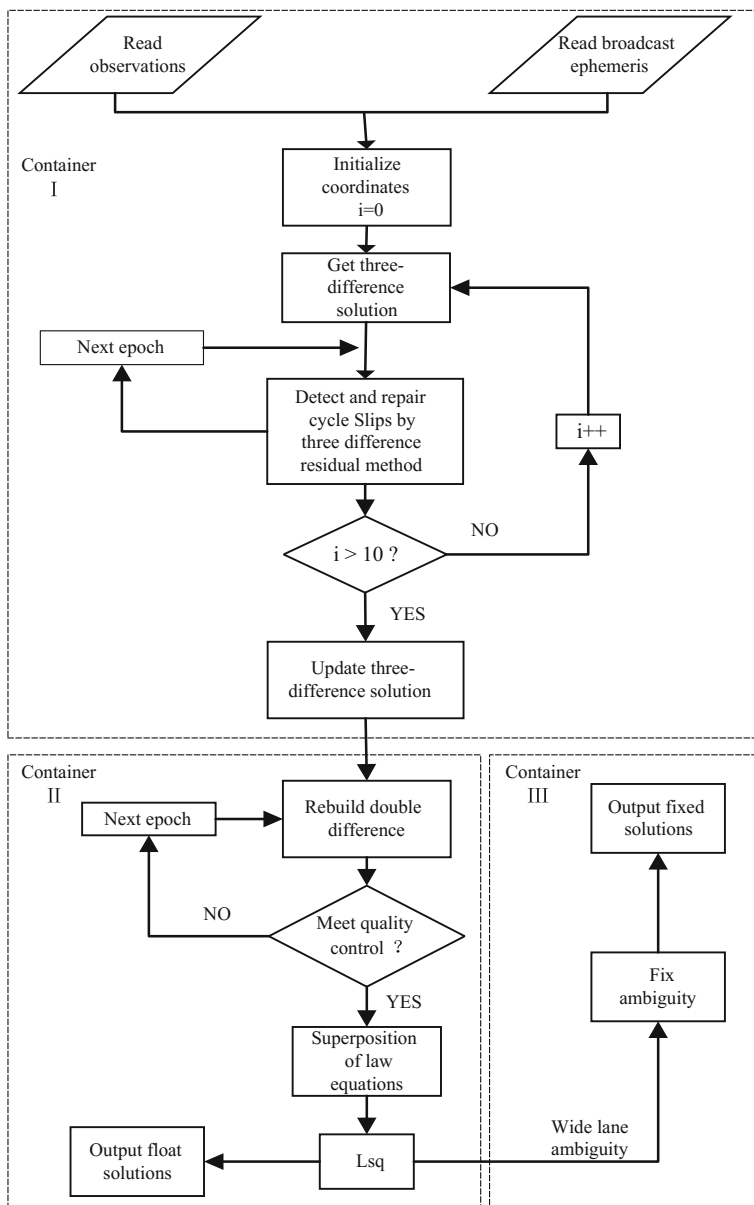 Read
observations
Read broadcast
ephemeris
Container
I
Initialize
coordinates
i=0
Get three-
difference
solution
Next epoch
Detect and repair
cycle Slips by
three difference
residual method
i++
NO
i > 10 ?
YES
Update three-
difference solution
Container
II
Container
III
Next epoch
Rebuild double
difference
Output fixed
solutions
NO
Meet quality
control ?
Fix
ambiguity
YES
Superposition
of law
equations
Wide lane
ambiguity
Output float
solutions
Lsq